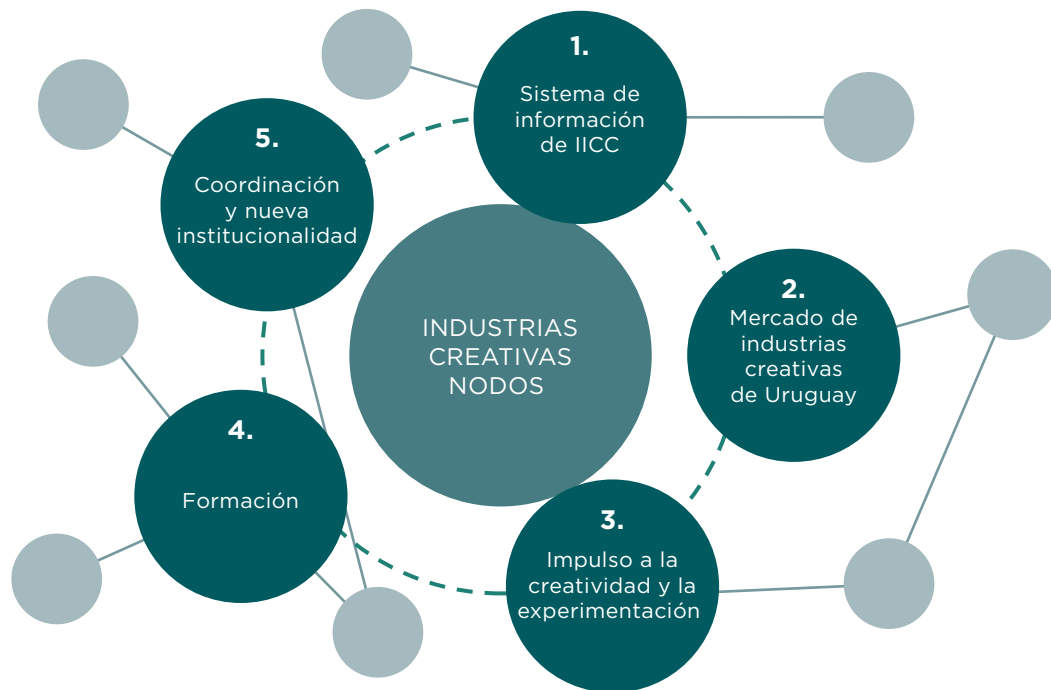 1.
Sistema de
información
de IICC
2.
Mercado de
industrias
creativas
de Uruguay
3.
Impulso a la
creatividad y la
experimentación
4.
Formación
5.
Coordinación
y nueva
institucionalidad
INDUSTRIAS
CREATIVAS
NODOS